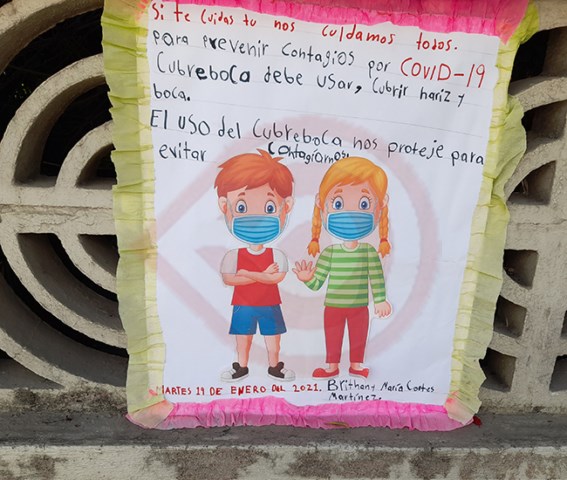 Si te cuidas tu nos cuidamos todos.
para prevenir contagios por COVID-19
Cubreboca debe usar, cubrir nariz y
boca.
El uso del cubreboca nos proteje para
evitar contagiarnos.
MARTES 19 DE ENERO DEL 2021. Brithany María Cortes
Martínez.